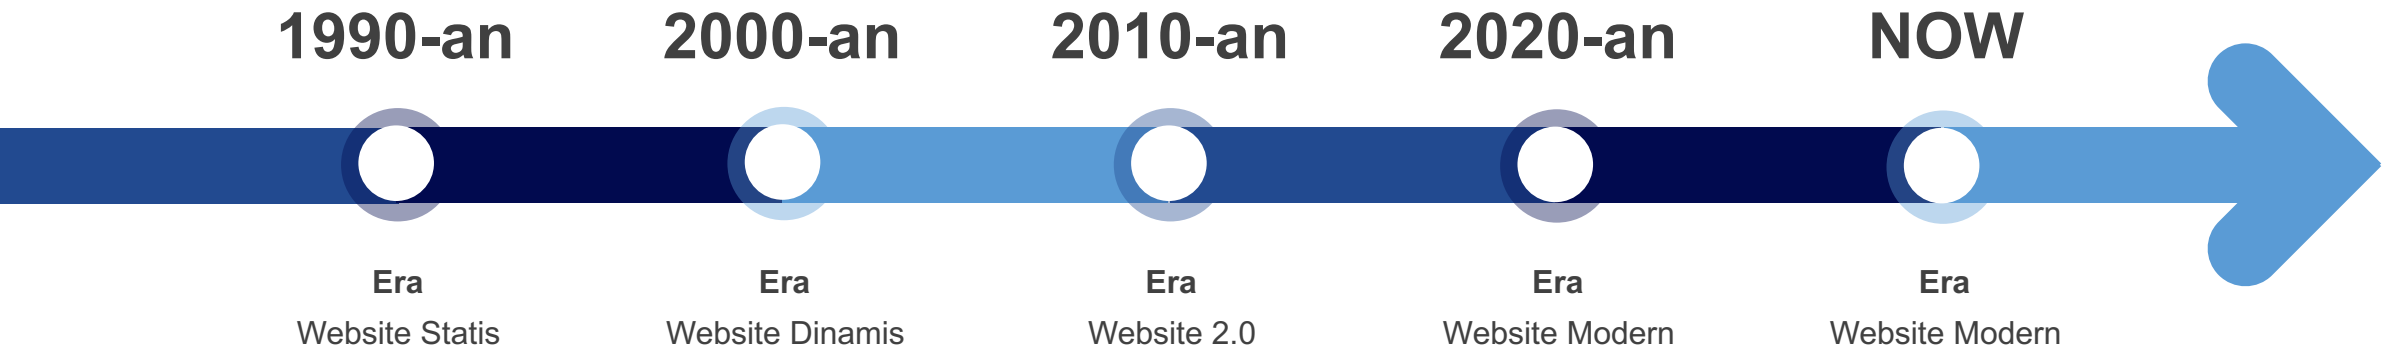 1990-an
2000-an
2010-an
2020-an
NOW
Era
Website Statis
Era
Website Dinamis
Era
Website 2.0
Era
Website Modern
Era
Website Modern